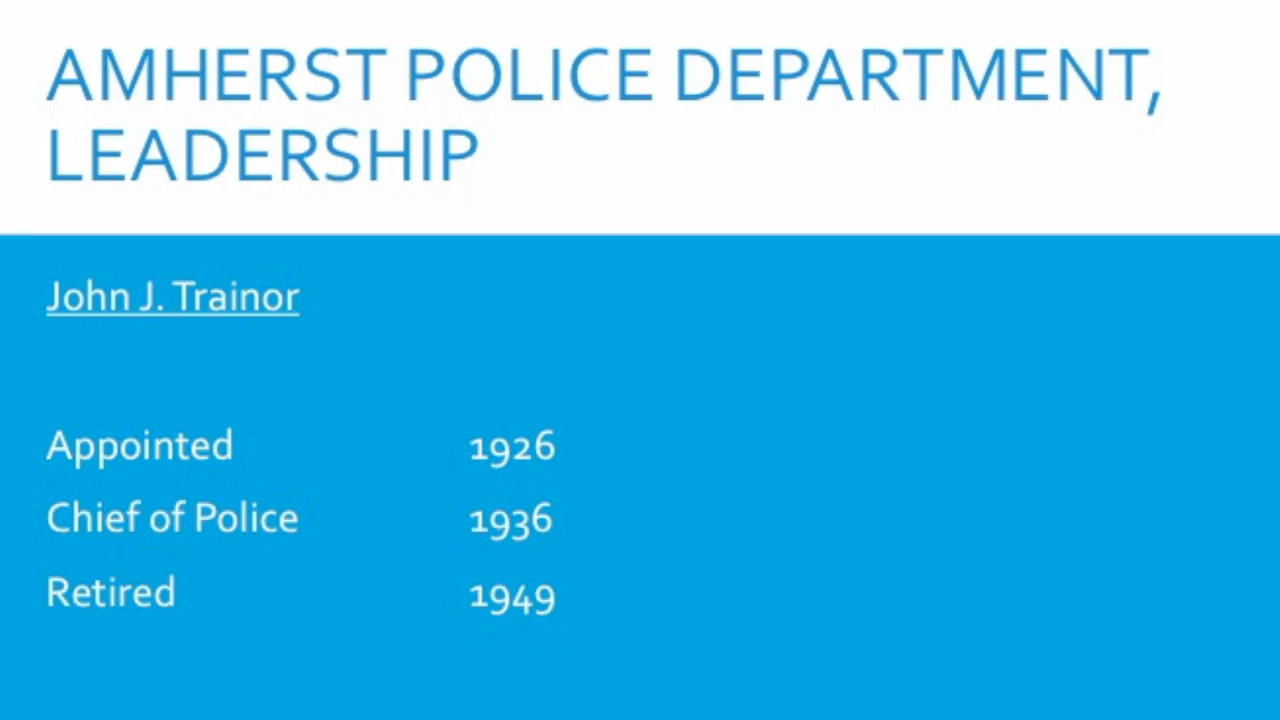 AMHERST POLICE DEPARTMENT,
LEADERSHIP
John J. Trainor
Appointed 1926
Chief of Police 1936
Retired 1949